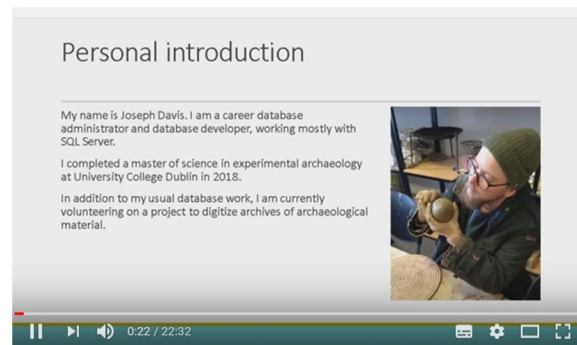 Personal introduction
My name is Joseph Davis. I am a career database
administrator and database developer, working mostly with
SQL Server.
I completed a master of science in experimental archaeology
at University College Dublin in 2018.
In addition to my usual database work, I am currently
volunteering on a project to digitize archives of archaeological
material.
0:22 / 22:32